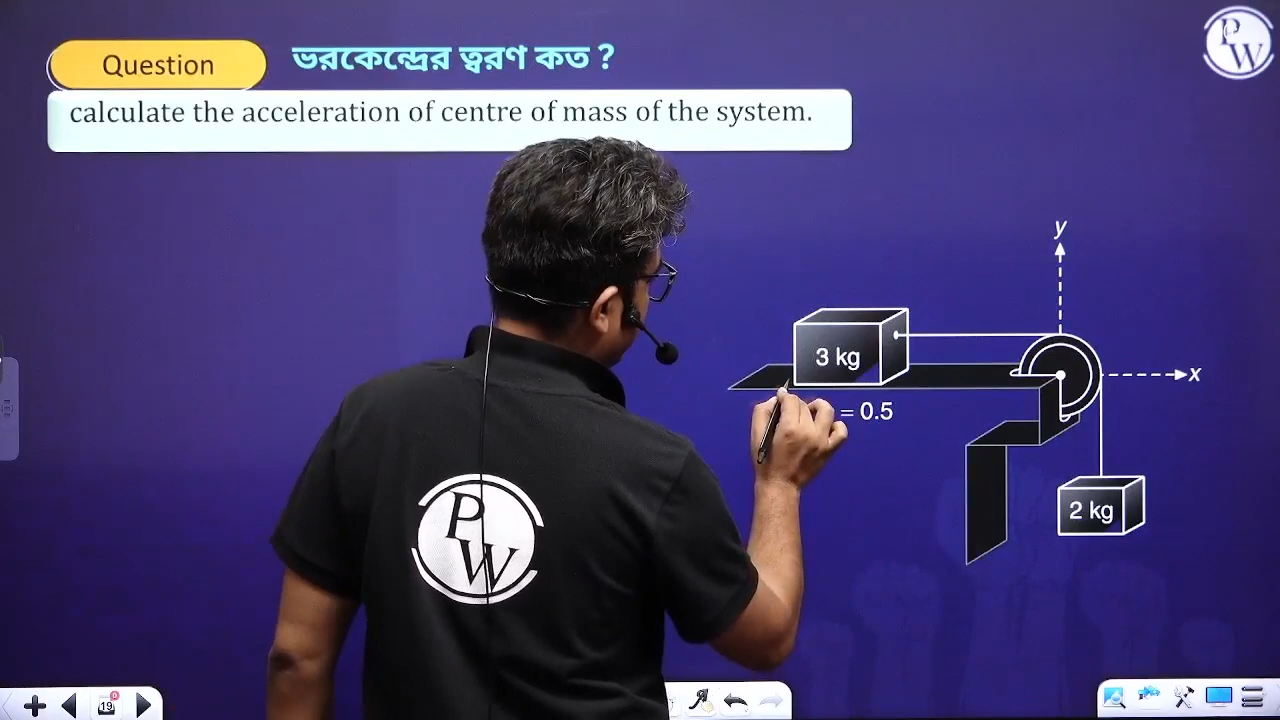 Question
ভরকেন্দ্রের ত্বরণ কত ?
calculate the acceleration of centre of mass of the system.
PW
y
3 kg
x
= 0.5
PW
2 kg
19